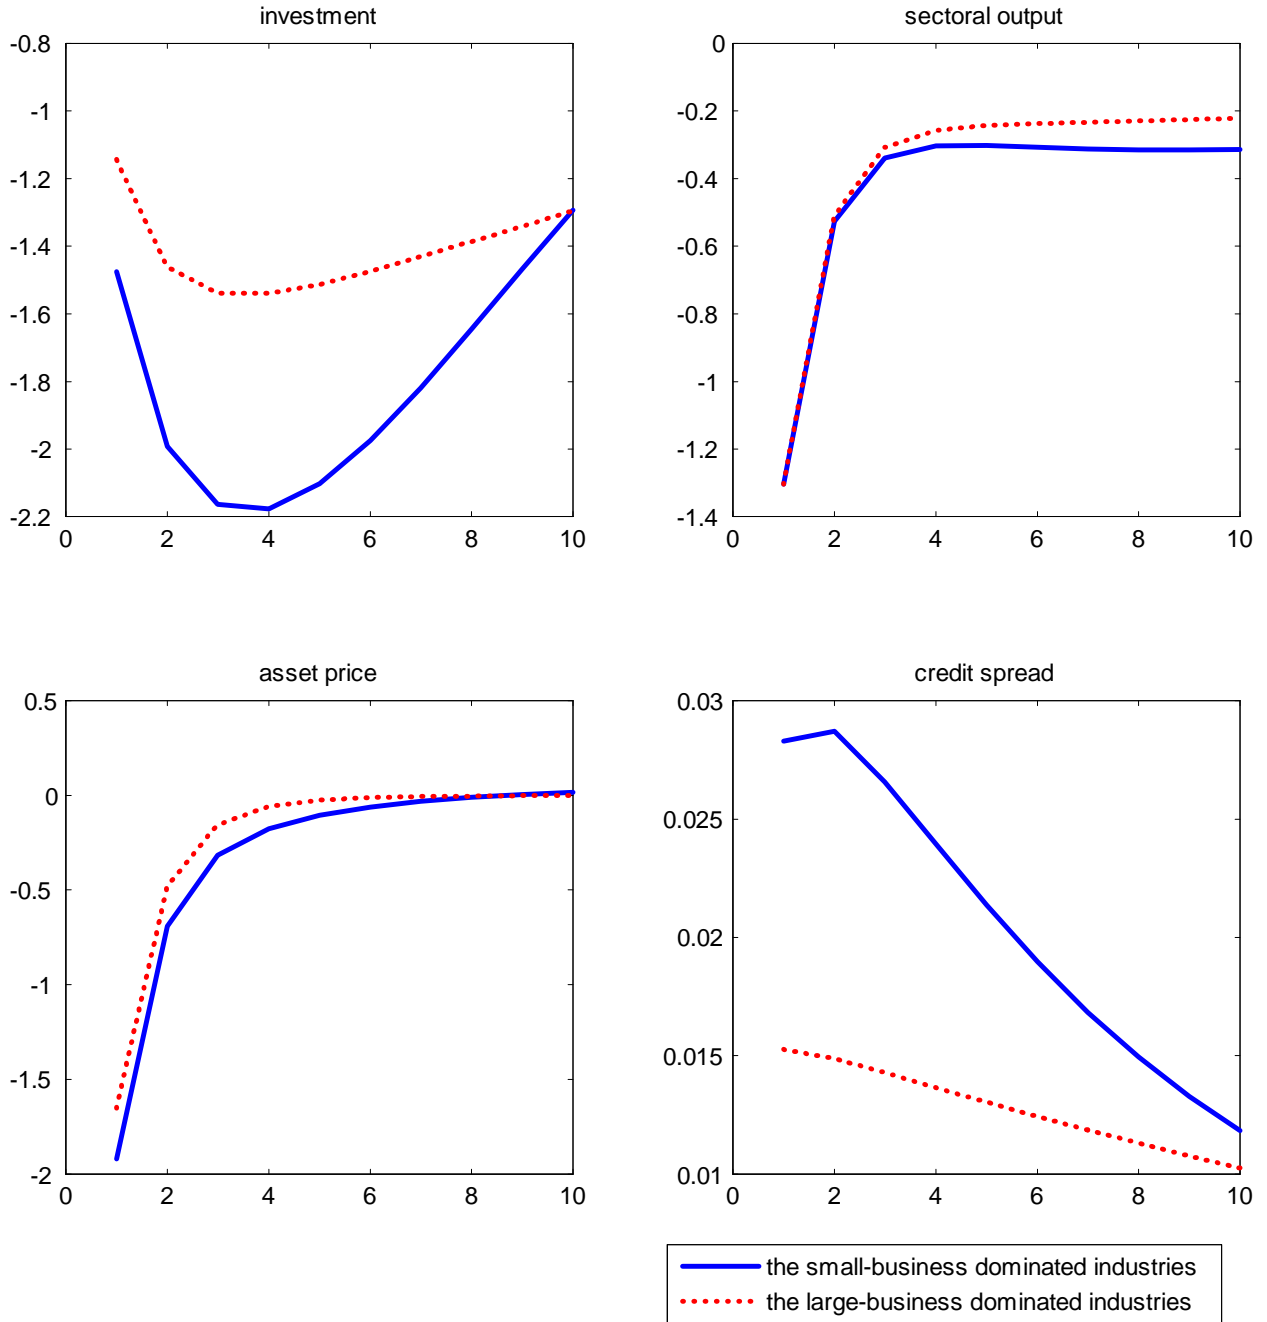 investment
-0.8
-1
-1.2
-1.4
-1.6
-1.8
-2
-2.2
0 2 4 6 8 10
sectoral output
0
-0.2
-0.4
-0.6
-0.8
-1
-1.2
-1.4
0 2 4 6 8 10
asset price
0.5
0
-0.5
-1
-1.5
-2
0 2 4 6 8 10
credit spread
0.03
0.025
0.02
0.015
0.01
0 2 4 6 8 10
the small-business dominated industries
the large-business dominated industries